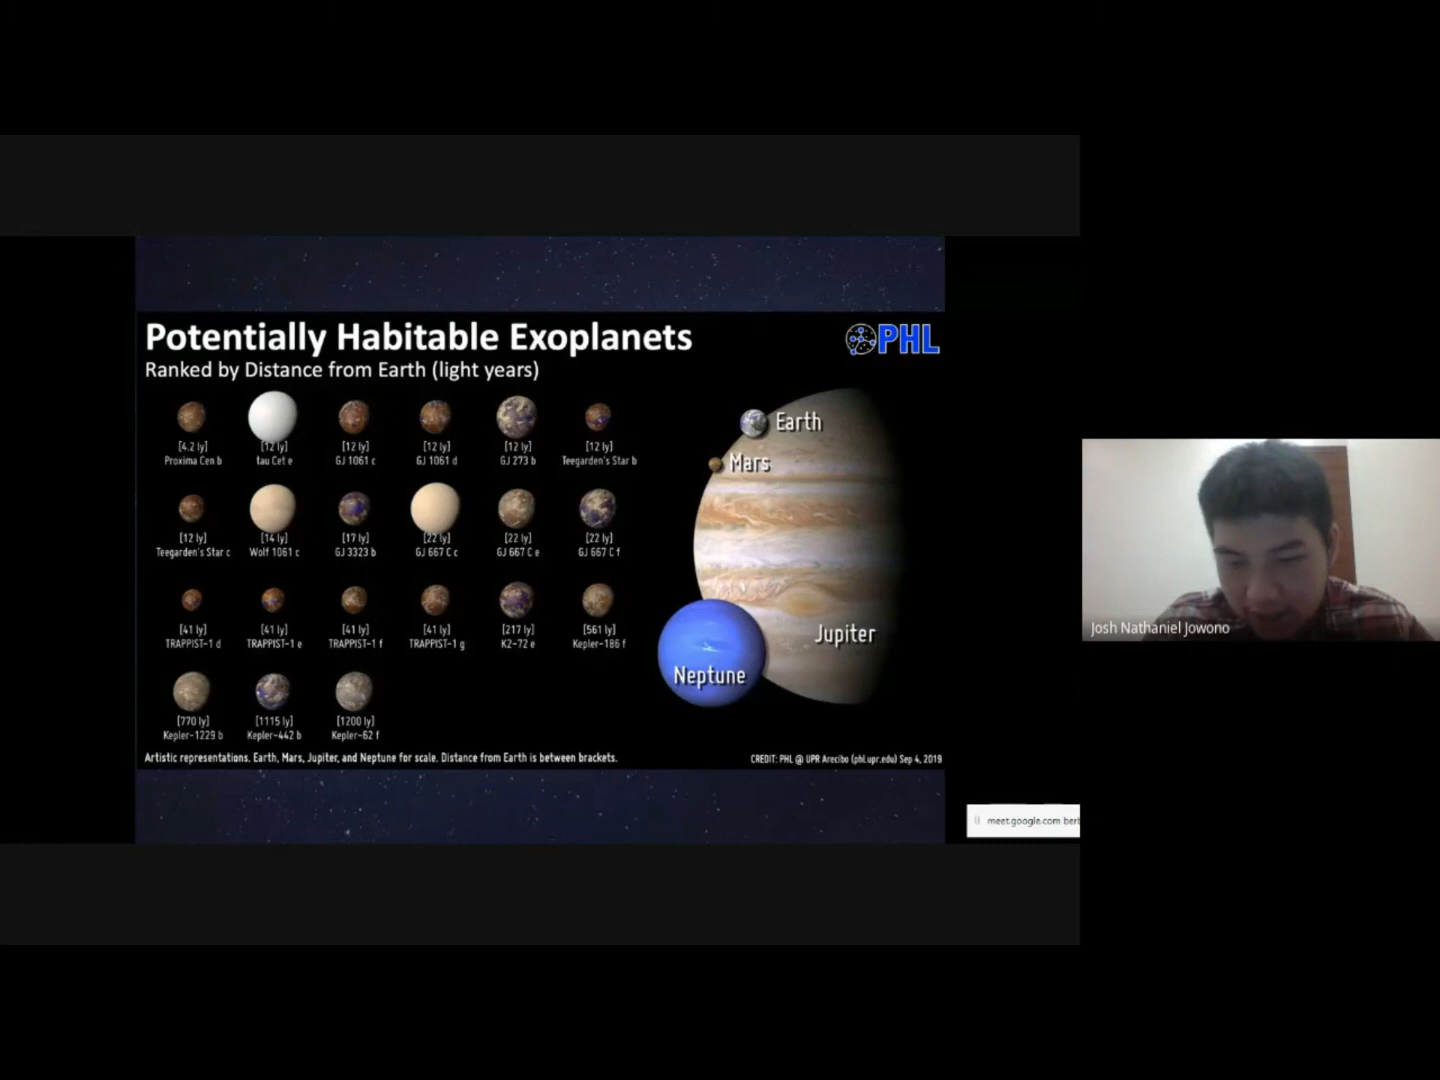 Potentially Habitable Exoplanets
PHL
Ranked by Distance from Earth (light years)
[4.2 ly] [12 ly] [12 ly] [12 ly] [12 ly] [12 ly]
Proxima Cen b tau Cet e GJ 1061 c GJ 1061 d GJ 273 b Teegarden's Star b
[12 ly] [14 ly] [17 ly] [22 ly] [22 ly] [22 ly]
Teegarden's Star c Wolf 1061 c GJ 3323 b GJ 667 C c GJ 667 C e GJ 667 C f
[41 ly] [41 ly] [41 ly] [41 ly] [217 ly] [561 ly]
TRAPPIST-1 d TRAPPIST-1 e TRAPPIST-1 f TRAPPIST-1 g K2-72 e Kepler-186 f
[770 ly] [1115 ly] [1200 ly]
Kepler-1229 b Kepler-442 b Kepler-62 f
Earth
Mars
Jupiter
Neptune
Artistic representations. Earth, Mars, Jupiter, and Neptune for scale. Distance from Earth is between brackets.
CREDIT: PHL @ UPR Arecibo (phl.upr.edu) Sep 4, 2019
Josh Nathaniel Jowono
meet.google.com